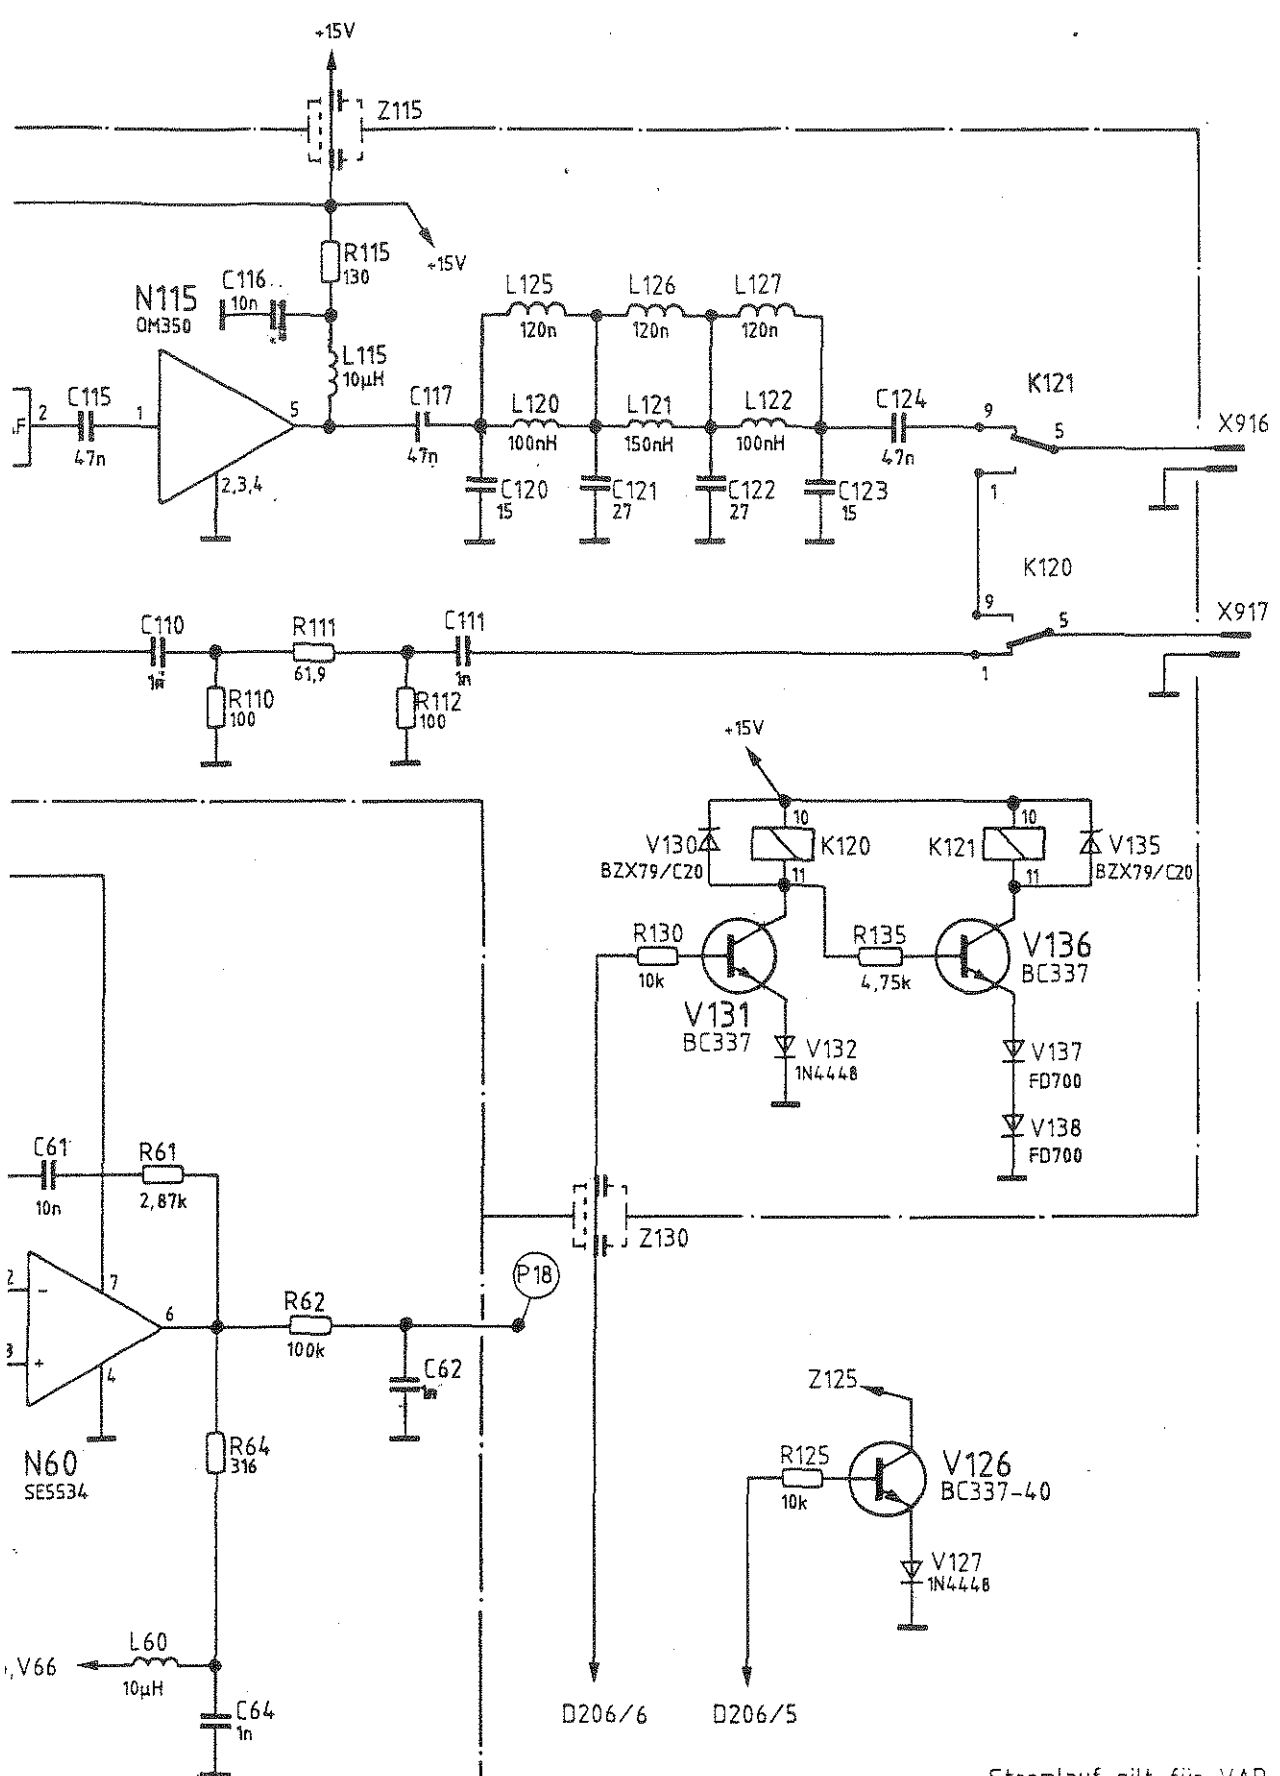 +15V
Z115
R115
130
+15V
C116
10n
N115
OM350
L115
10µH
L125
120n
L126
120n
L127
120n
2
C115
47n
1
5
2,3,4
C117
47n
L120
100nH
L121
150nH
L122
100nH
C120
15
C121
27
C122
27
C123
15
C124
47n
K121
9
5
1
X916
K120
9
5
1
X917
C110
R111
61,9
C111
1n
R110
100
R112
100
+15V
V130
BZX79/C20
10
K120
11
K121
10
11
V135
BZX79/C20
R130
10k
V131
BC337
R135
4,75k
V136
BC337
V132
1N4448
V137
FD700
V138
FD700
C61
10n
R61
2,87k
Z130
P18
2
-
7
6
3
+
4
R62
100k
C62
N60
SE5534
R64
316
Z125
R125
10k
V126
BC337-40
V127
1N4448
V66
L60
10µH
C64
1n
D206/6
D206/5